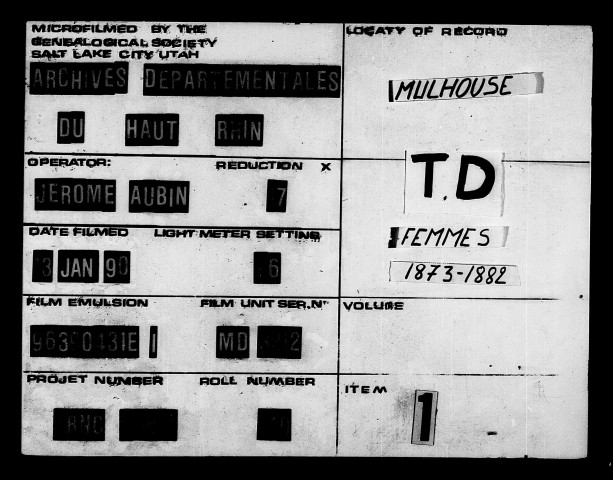 MICROFILMED BY THE
GENEALOGICAL SOCIETY
SALT LAKE CITY UTAH
ARCHIVES DEPARTEMENTALES
DU HAUT RHIN
OPERATOR: REDUCTION X
JEROME AUBIN 7
DATE FILMED LIGHT METER SETTING
3 JAN 90 6
FILM EMULSION FILM UNIT SER.N°
MD
PROJET NUMBER ROLL NUMBER
LOCATY OF RECORD
MULHOUSE
T.D
FEMMES
1873-1882
VOLUME
ITEM
1